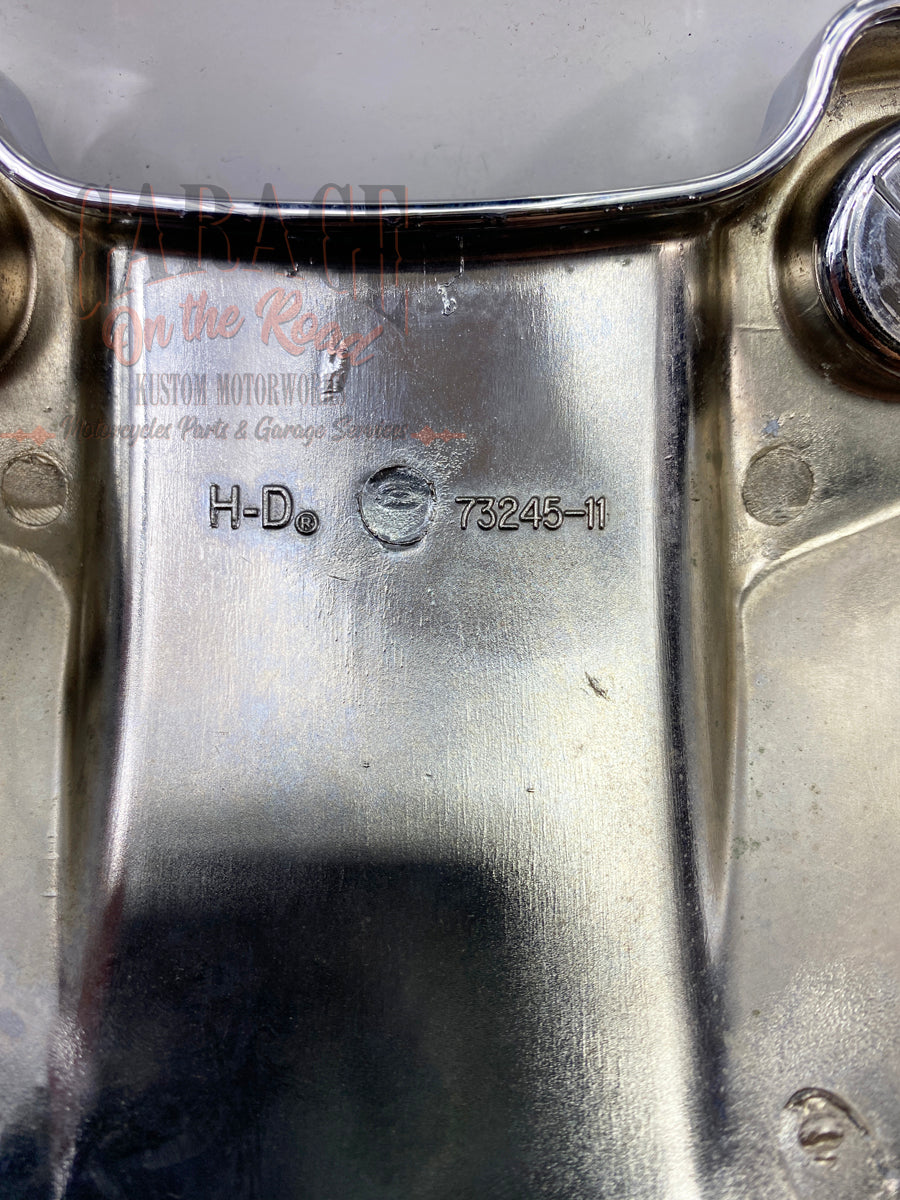 GARAGE
On the Road
KUSTOM MOTORWORKS
Motorcycles Parts & Garage Services
H-D® 73245-11